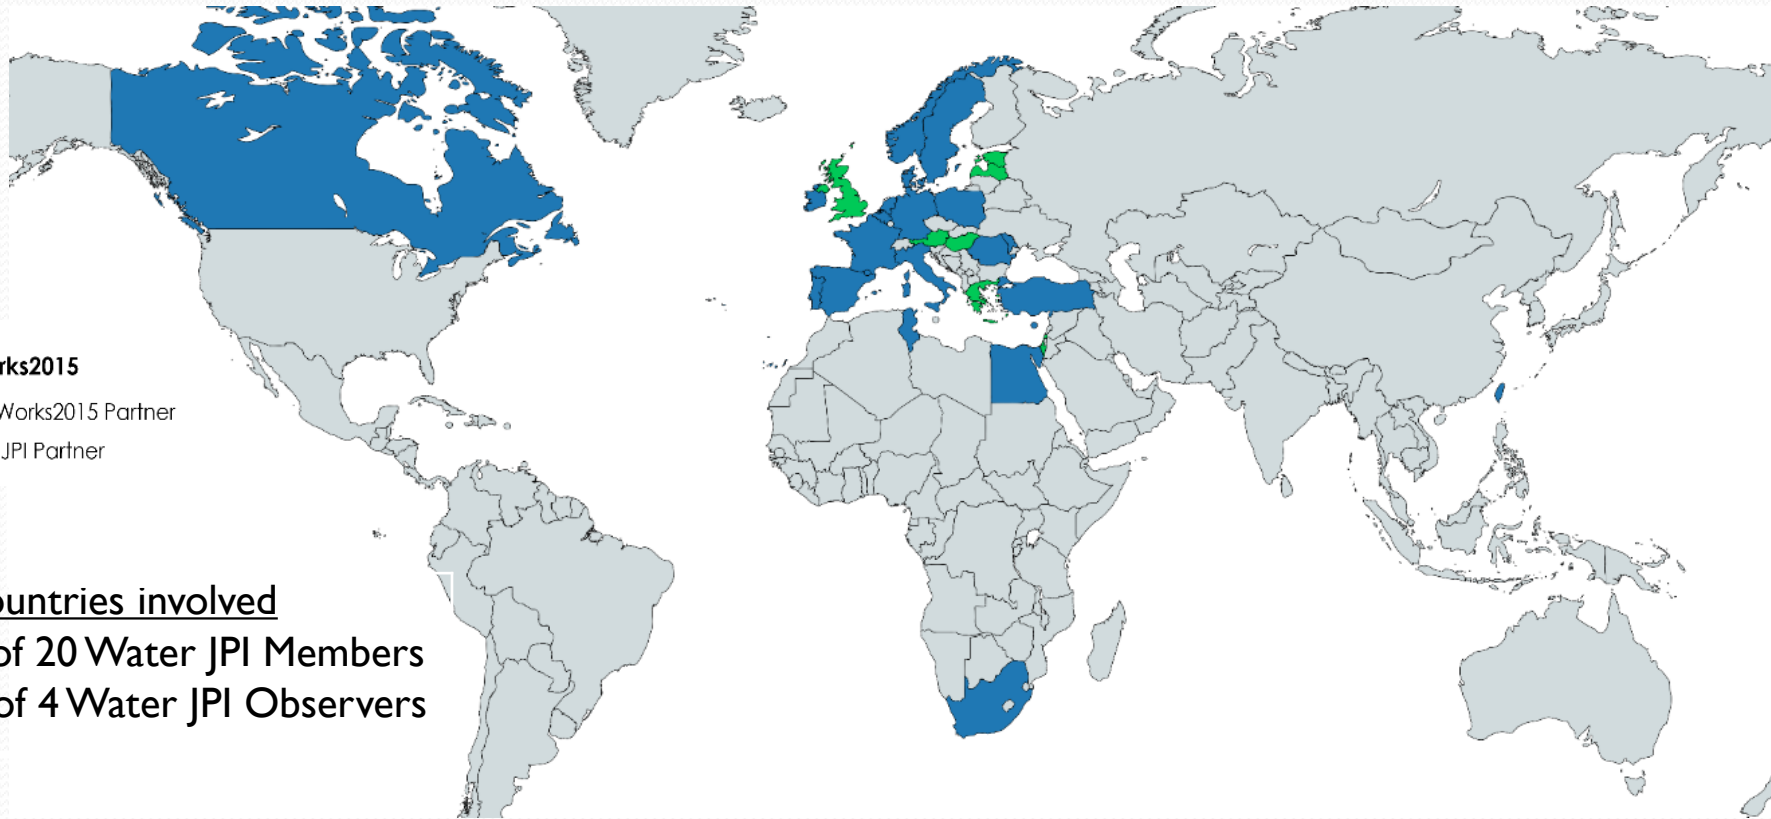 rks2015
Works2015 Partner
JPI Partner
ountries involved
of 20 Water JPI Members
of 4 Water JPI Observers